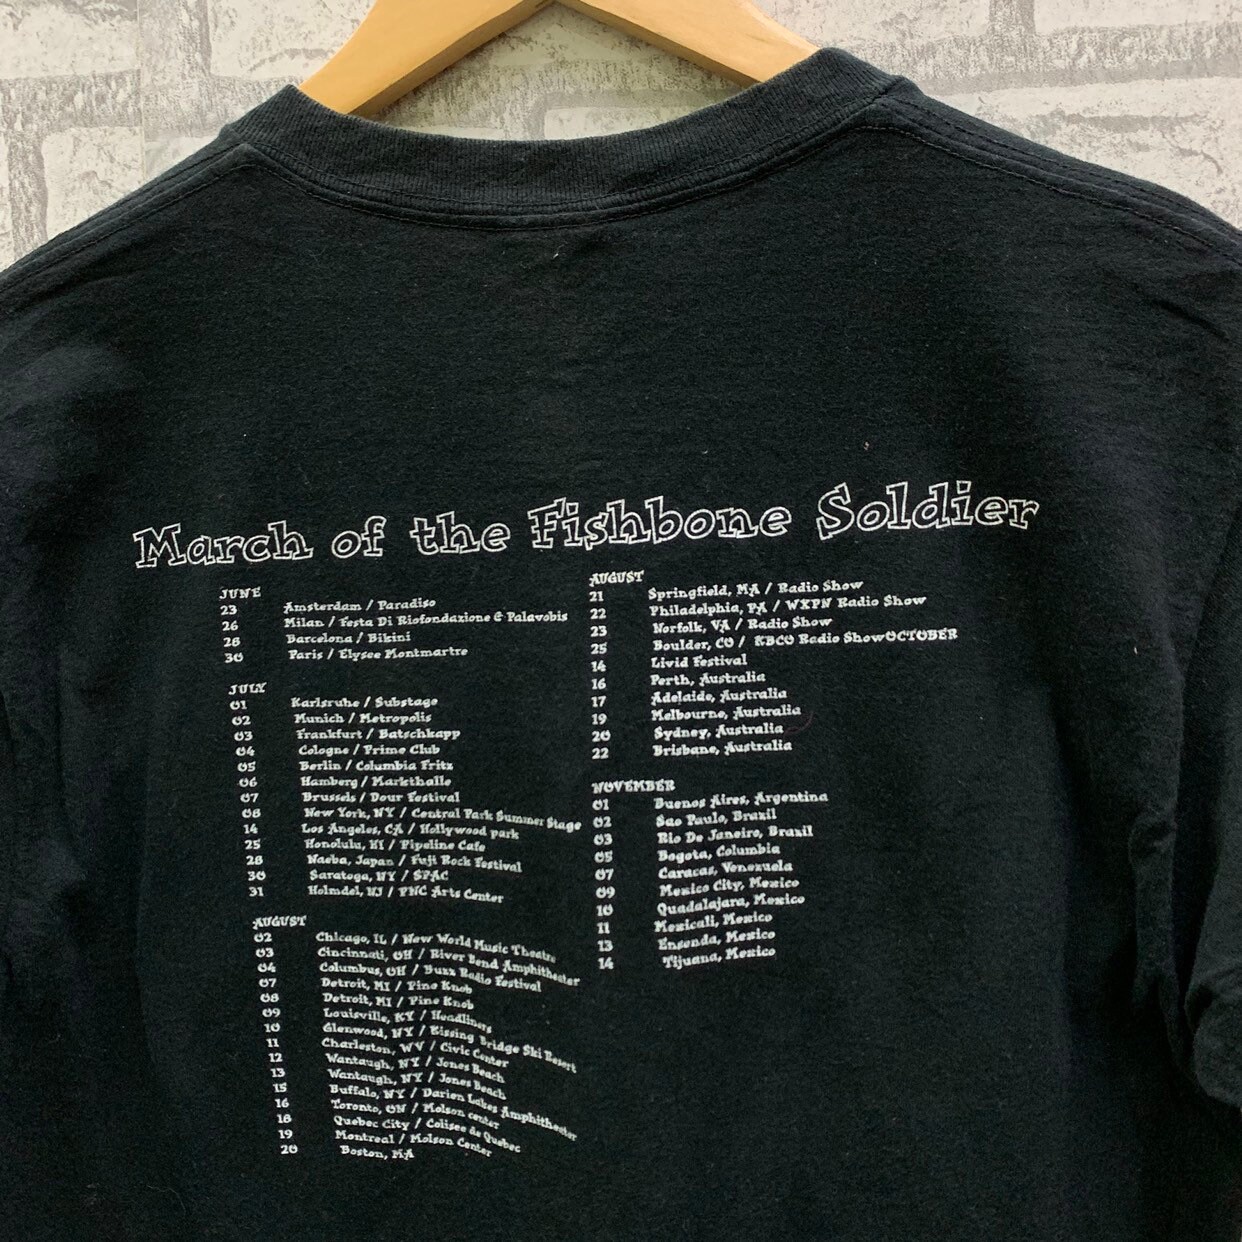 March of the Fishbone Soldier
JUNE
23 Amsterdam / Paradiso
26 Milan / Festa Di Riofondazione & Palavobis
28 Barcelona / Bikini
30 Paris / Elysee Montmartre
JULY
01 Karlsruhe / Substage
02 Munich / Metropolis
03 Frankfurt / Batschkapp
04 Cologne / Prime Club
05 Berlin / Columbia Fritz
06 Hamberg / Markthalle
07 Brussels / Dour Festival
08 New York, NY / Central Park Summer Stage
14 Los Angeles, CA / Hollywood park
25 Honolulu, HI / Pipeline Cafe
28 Naeba, Japan / Fuji Rock Festival
30 Saratoga, NY / SPAC
31 Holmdel, NJ / PNC Arts Center
AUGUST
02 Chicago, IL / New World Music Theatre
03 Cincinnati, OH / River Bend Amphitheater
04 Columbus, OH / Buzz Radio Festival
07 Detroit, MI / Pine Knob
08 Detroit, MI / Pine Knob
09 Louisville, KY / Headliners
10 Glenwood, NY / Kissing Bridge Ski Resort
11 Charleston, WV / Civic Center
12 Wantaugh, NY / Jones Beach
13 Wantaugh, NY / Jones Beach
15 Buffalo, NY / Darien Lakes Amphitheater
16 Toronto, ON / Molson center
18 Quebec City / Colisee de Quebec
19 Montreal / Molson Center
20 Boston, MA
AUGUST
21 Springfield, MA / Radio Show
22 Philadelphia, PA / WXPN Radio Show
23 Norfolk, VA / Radio Show
25 Boulder, CO / KBCO Radio ShowOCTOBER
14 Livid Festival
16 Perth, Australia
17 Adelaide, Australia
19 Melbourne, Australia
20 Sydney, Australia
22 Brisbane, Australia
NOVEMBER
01 Buenos Aires, Argentina
02 Sao Paulo, Brazil
03 Rio De Janeiro, Brazil
05 Bogota, Columbia
07 Caracas, Venezuela
09 Mexico City, Mexico
10 Quadalajara, Mexico
11 Mexicali, Mexico
13 Ensenda, Mexico
14 Tijuana, Mexico